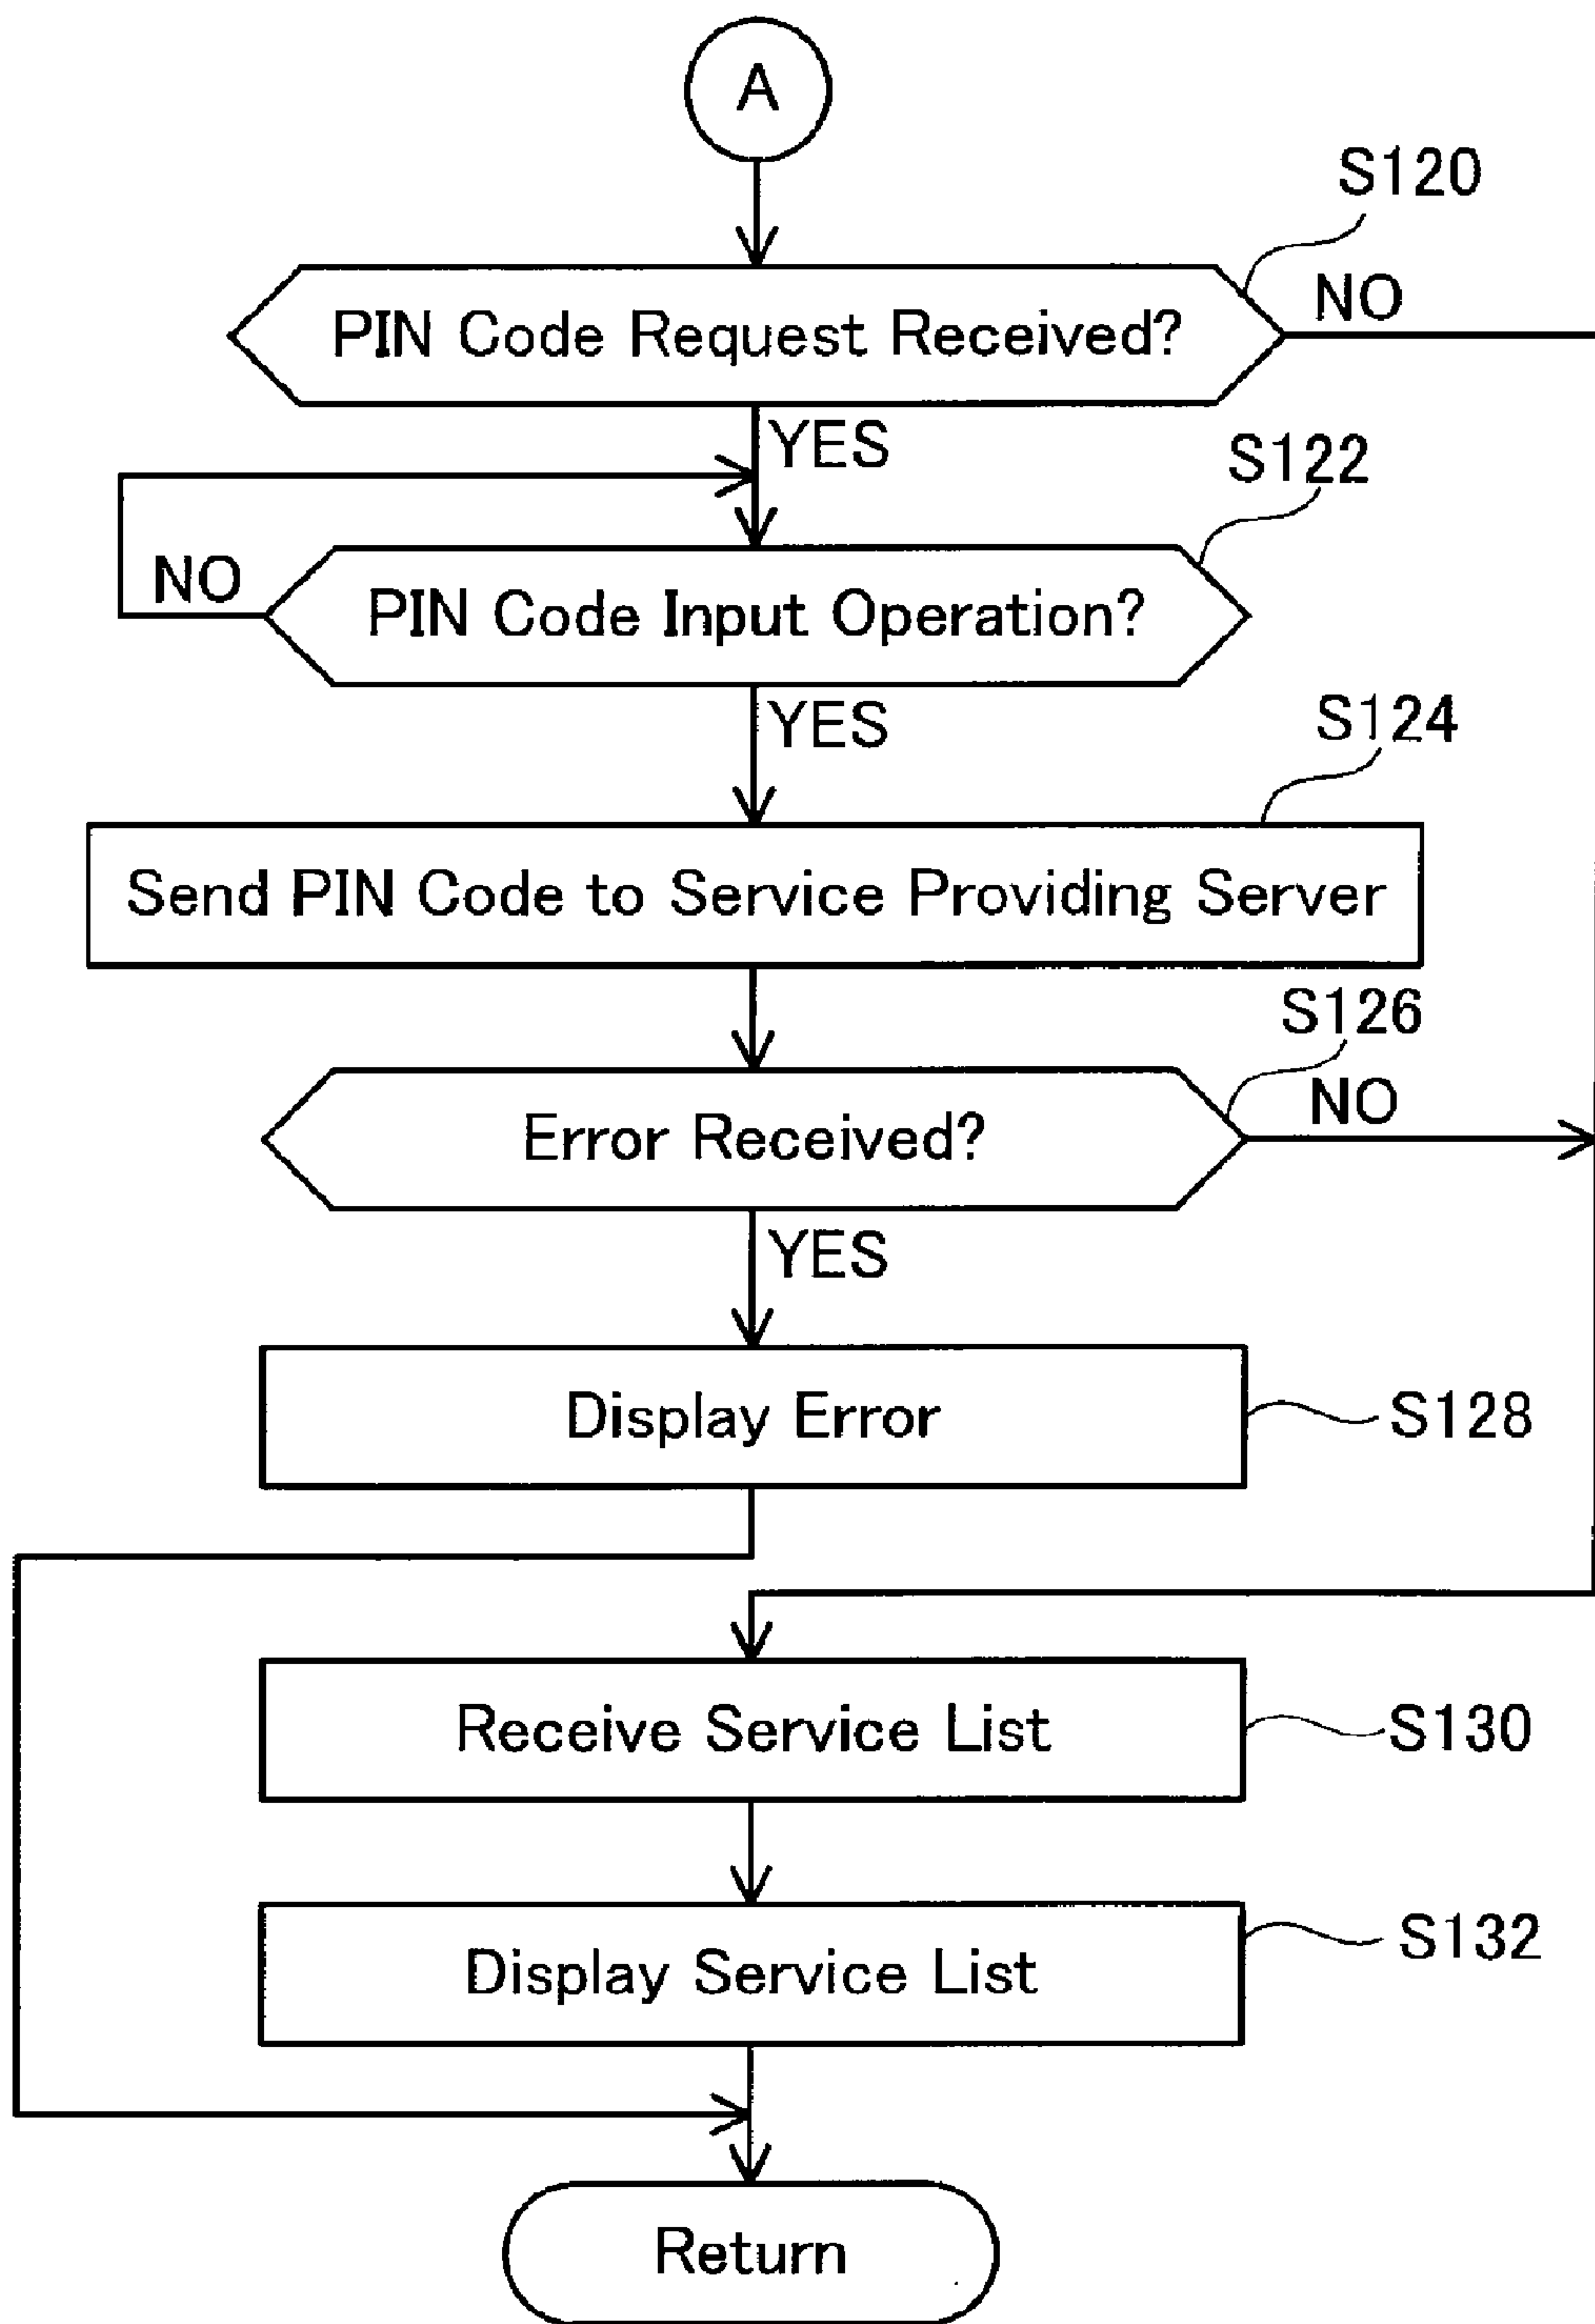 A
S120
PIN Code Request Received?
NO
YES
S122
NO
PIN Code Input Operation?
YES
S124
Send PIN Code to Service Providing Server
S126
Error Received?
NO
YES
Display Error
S128
Receive Service List
S130
Display Service List
S132
Return